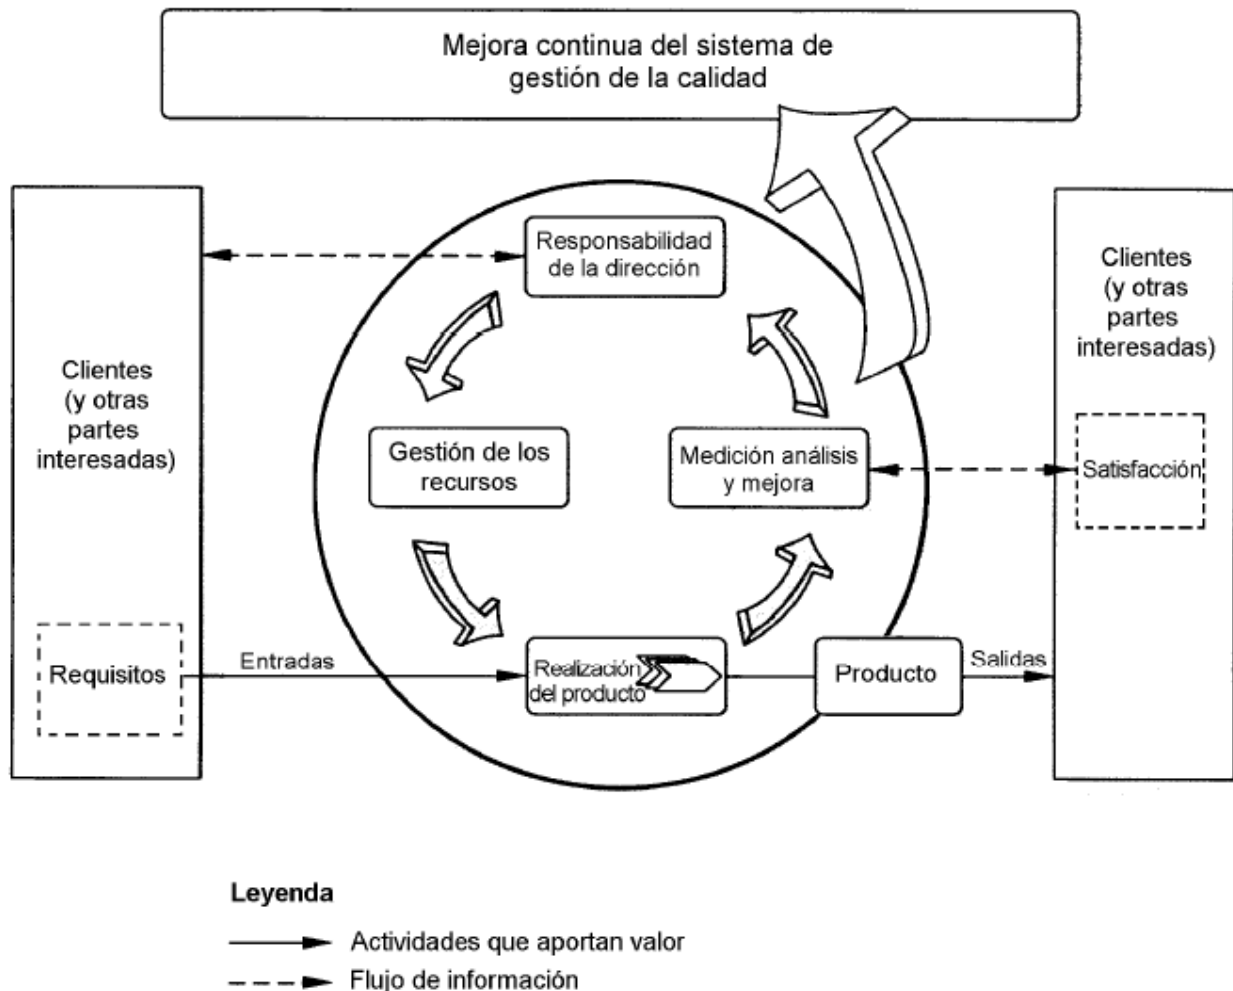 Mejora continua del sistema de
gestión de la calidad
Responsabilidad
de la dirección
Clientes
(y otras
partes
interesadas)
Clientes
(y otras
partes
interesadas)
Gestión de los
recursos
Medición análisis
y mejora
Satisfacción
Requisitos
Entradas
Realización
del producto
Producto
Salidas
Leyenda
Actividades que aportan valor
Flujo de información